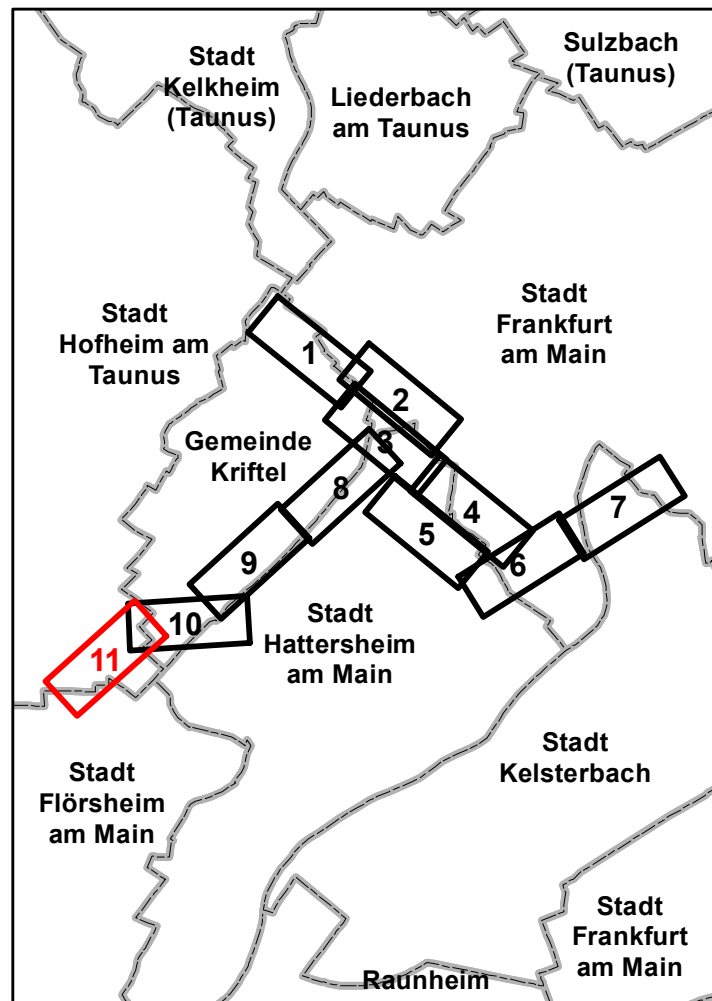 Stadt
Kelkheim
(Taunus)
Liederbach
am Taunus
Sulzbach
(Taunus)
Stadt
Hofheim am
Taunus
Stadt
Frankfurt
am Main
1
2
3
Gemeinde
Kriftel
8
4
7
5
9
6
10
11
Stadt
Hattersheim
am Main
Stadt
Kelsterbach
Stadt
Flörsheim
am Main
Stadt
Frankfurt
am Main
Raunheim